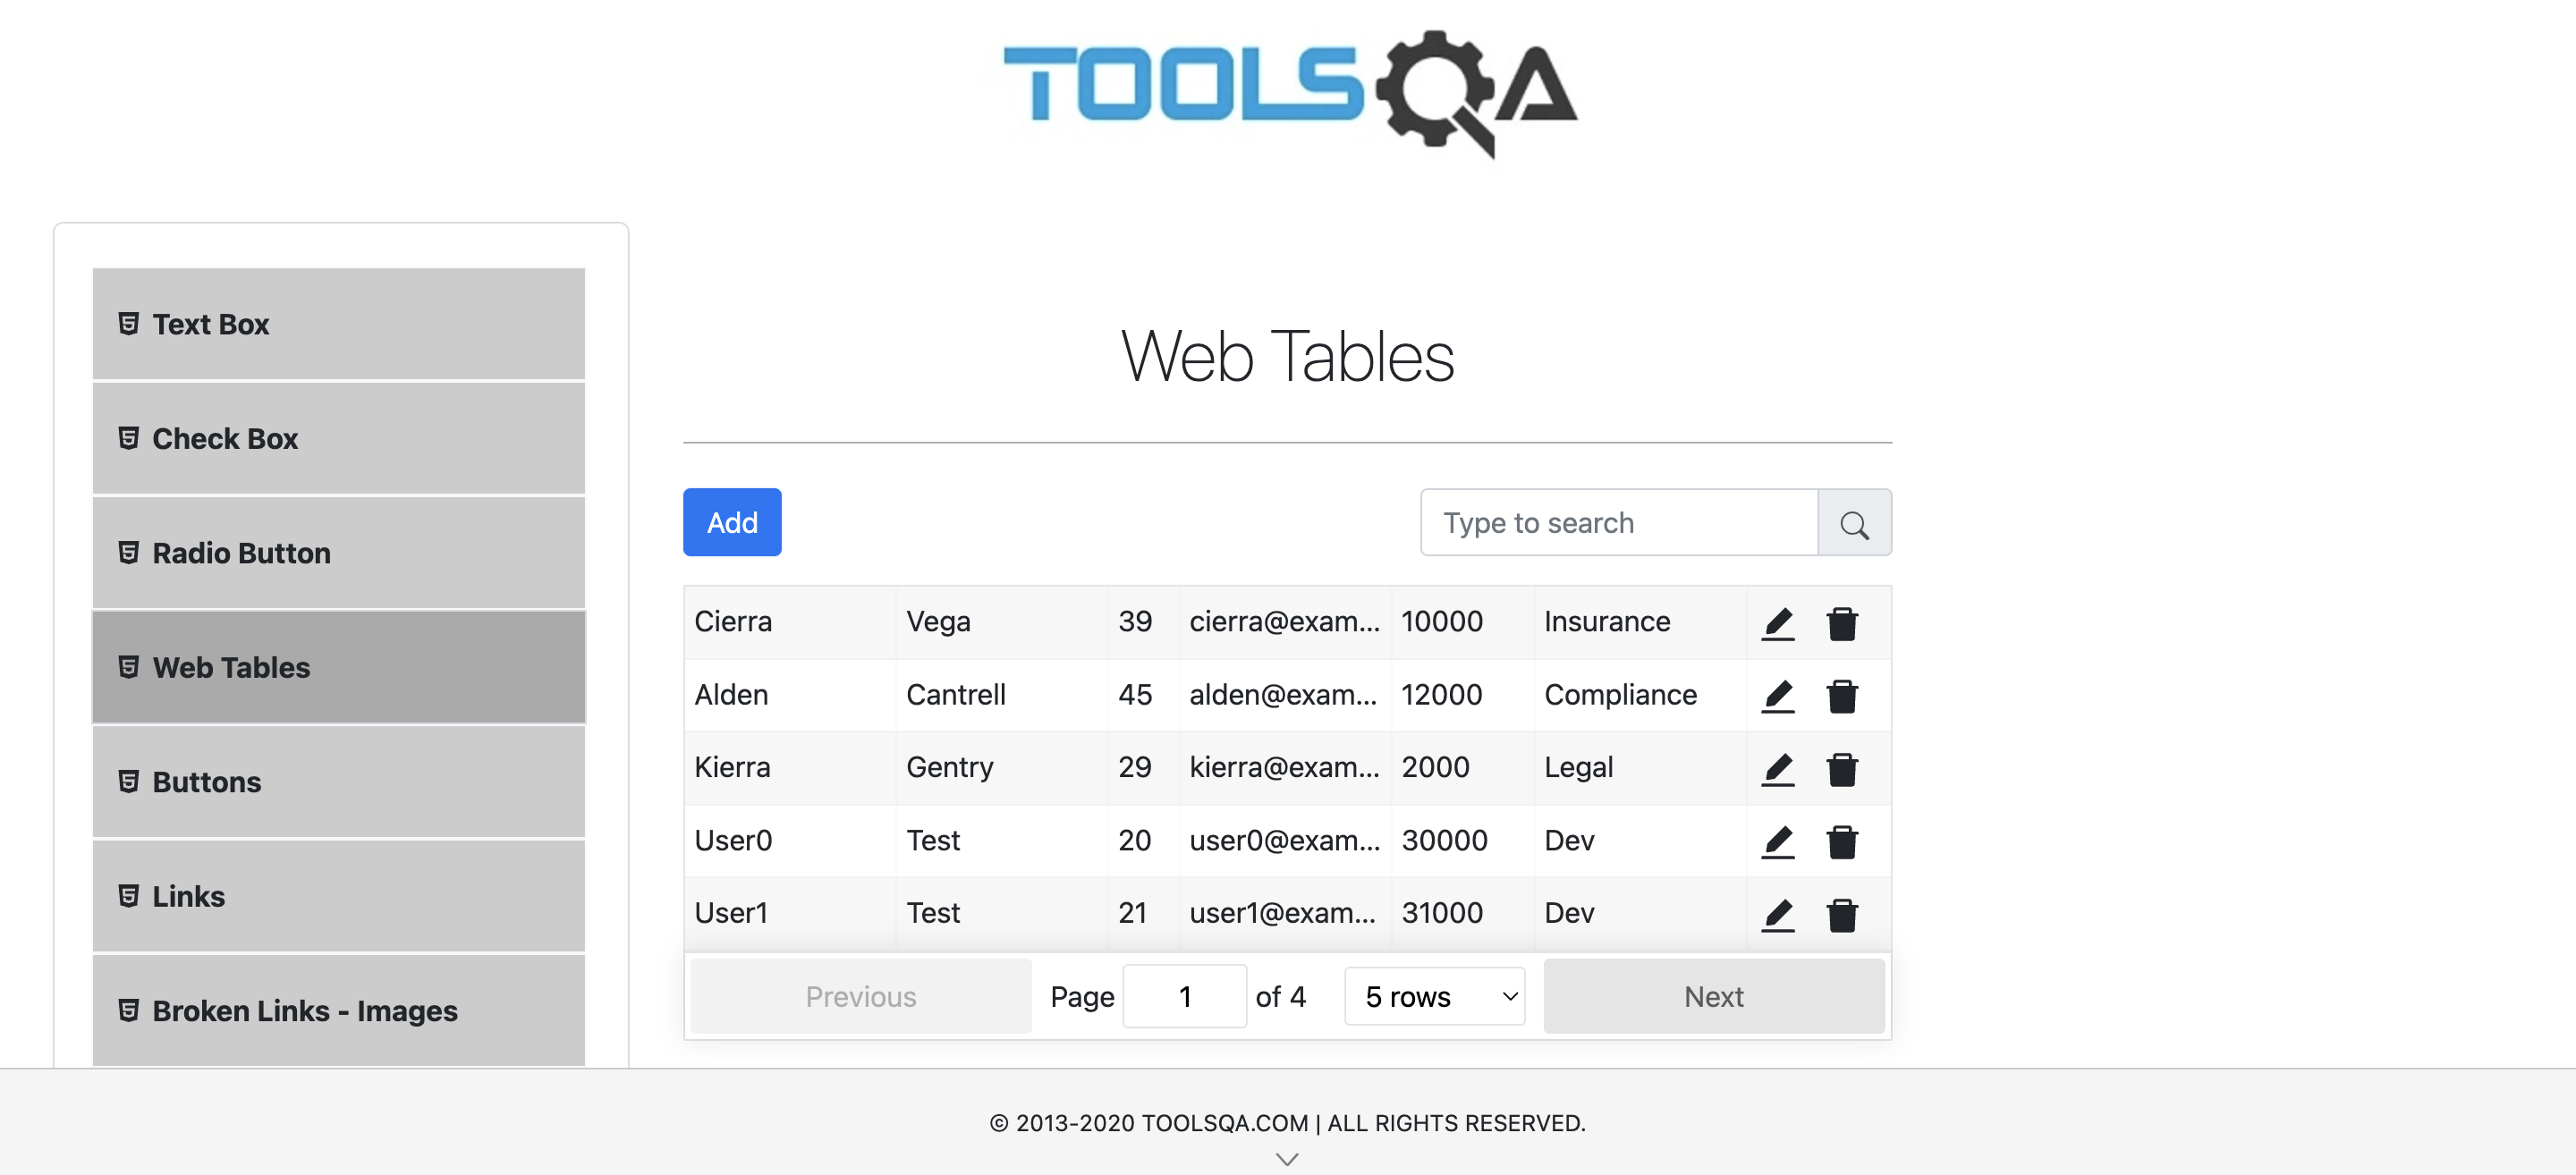 TOOLSQA
Text Box
Check Box
Radio Button
Web Tables
Buttons
Links
Broken Links - Images
Web Tables
Add
Type to search
Cierra Vega 39 cierra@exam... 10000 Insurance
Alden Cantrell 45 alden@exam... 12000 Compliance
Kierra Gentry 29 kierra@exam... 2000 Legal
User0 Test 20 user0@exam... 30000 Dev
User1 Test 21 user1@exam... 31000 Dev
Previous Page 1 of 4 5 rows Next
© 2013-2020 TOOLSQA.COM | ALL RIGHTS RESERVED.